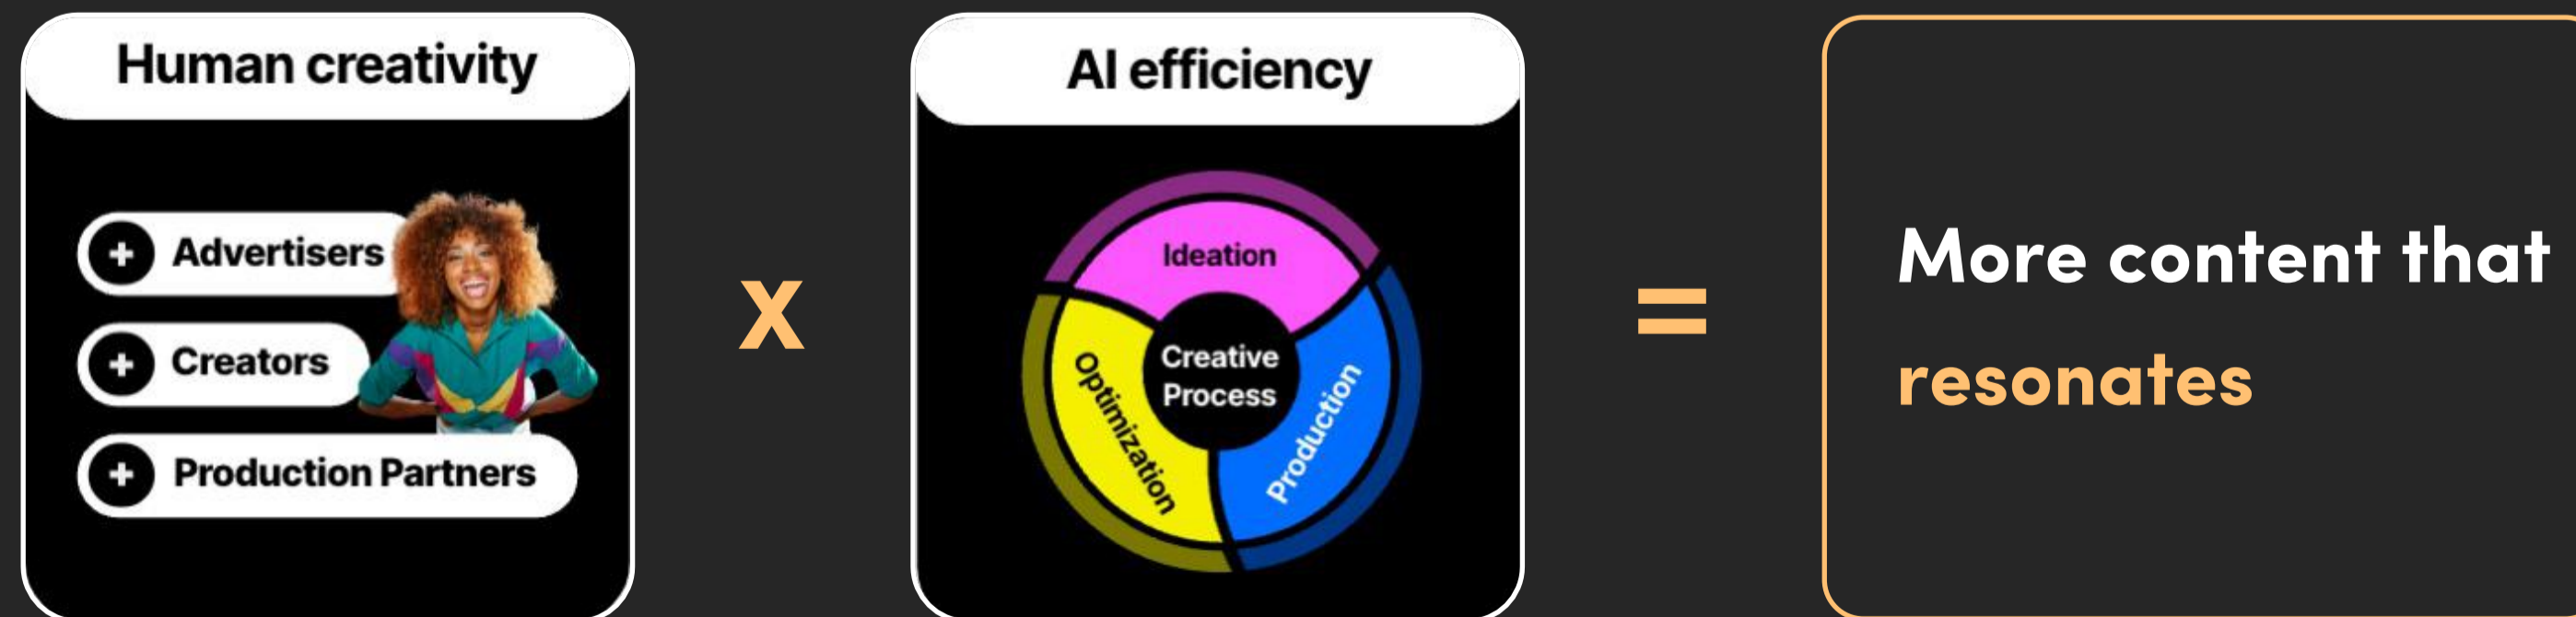 Human creativity
+ Advertisers
+ Creators
+ Production Partners
x
AI efficiency
Ideation
Creative
Process
Optimization
Production
=
More content that
resonates